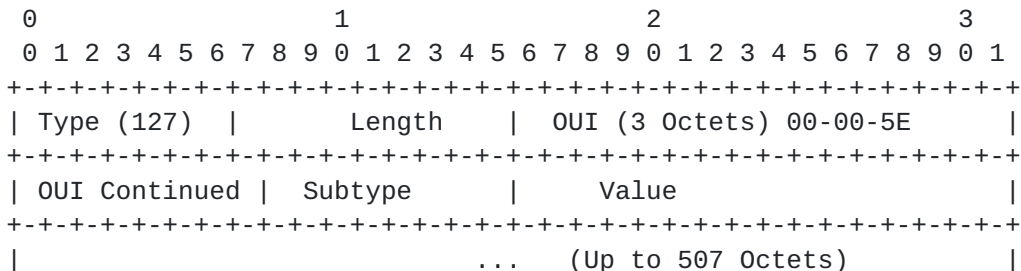 0                   1                   2                   3
 0 1 2 3 4 5 6 7 8 9 0 1 2 3 4 5 6 7 8 9 0 1 2 3 4 5 6 7 8 9 0 1
+-+-+-+-+-+-+-+-+-+-+-+-+-+-+-+-+-+-+-+-+-+-+-+-+-+-+-+-+-+-+-+-+
| Type (127)  |       Length    |  OUI (3 Octets) 00-00-5E      |
+-+-+-+-+-+-+-+-+-+-+-+-+-+-+-+-+-+-+-+-+-+-+-+-+-+-+-+-+-+-+-+-+
| OUI Continued |  Subtype      |     Value                     |
+-+-+-+-+-+-+-+-+-+-+-+-+-+-+-+-+-+-+-+-+-+-+-+-+-+-+-+-+-+-+-+-+
|                             ...   (Up to 507 Octets)          |